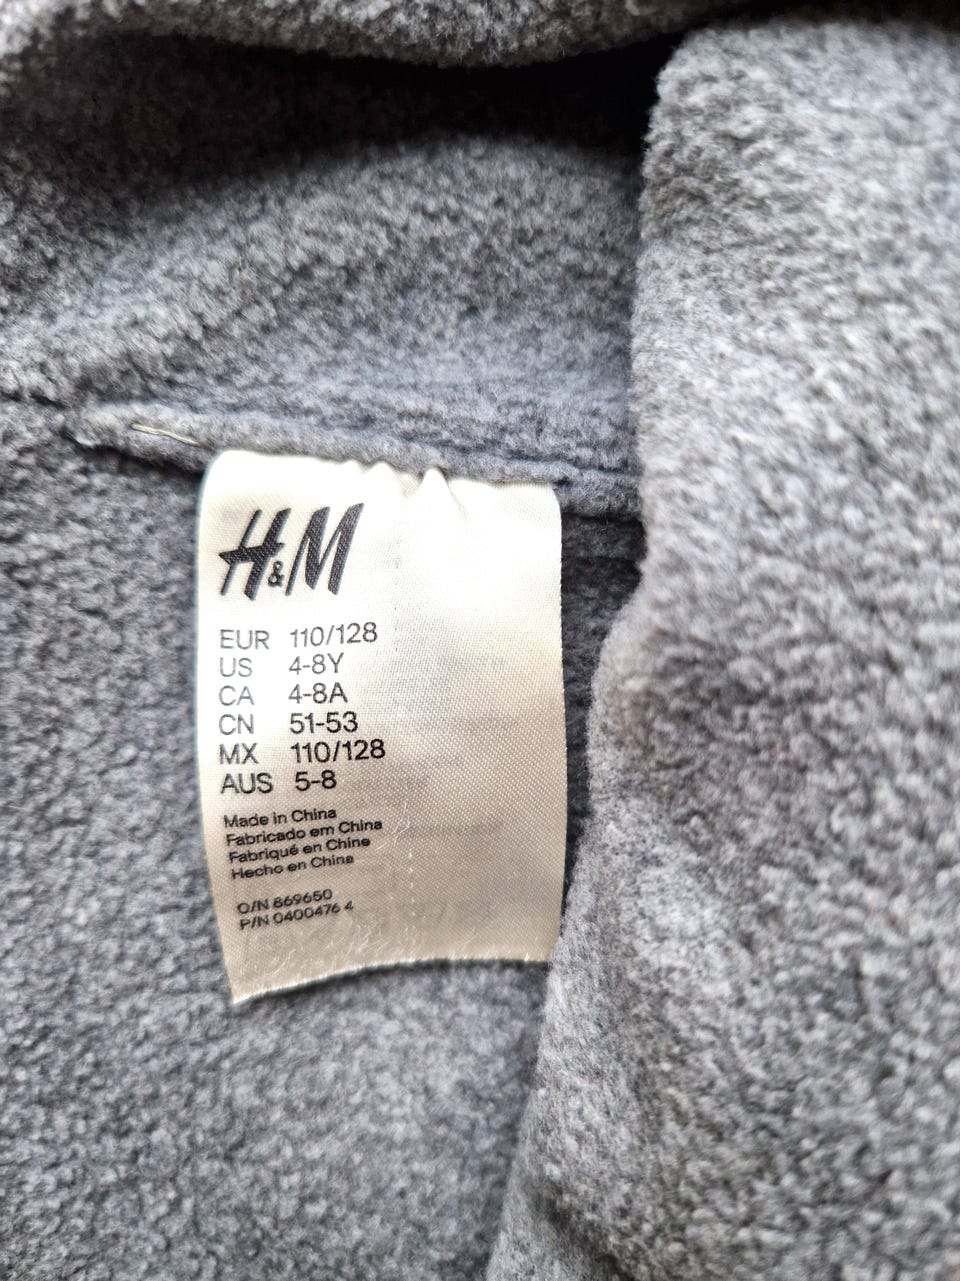 H&M
EUR 110/128
US 4-8Y
CA 4-8A
CN 51-53
MX 110/128
AUS 5-8
Made in China
Fabricado em China
Fabriqué en Chine
Hecho en China
O/N 869650
P/N 0400476 4